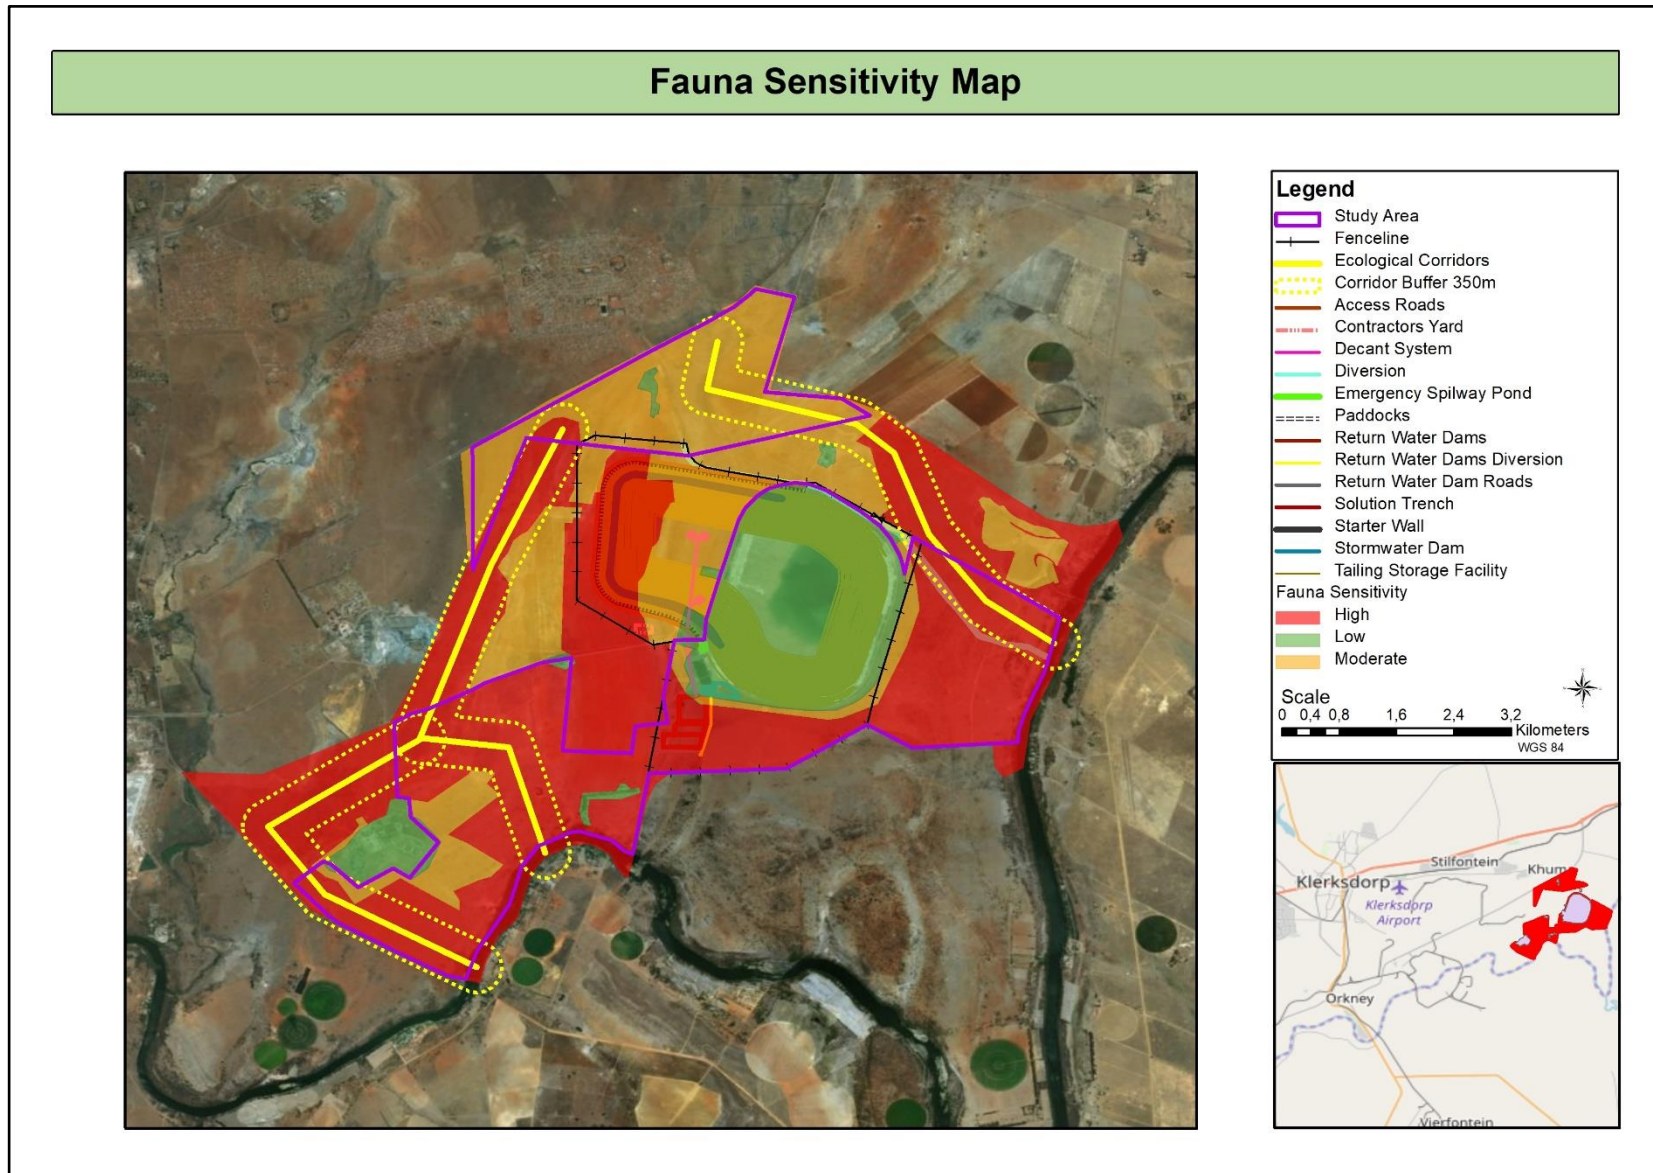 Fauna Sensitivity Map
Legend
Study Area
Fenceline
Ecological Corridors
Corridor Buffer 350m
Access Roads
Contractors Yard
Decant System
Diversion
Emergency Spilway Pond
Paddocks
Return Water Dams
Return Water Dams Diversion
Return Water Dam Roads
Solution Trench
Starter Wall
Stormwater Dam
Tailing Storage Facility
Fauna Sensitivity
High
Low
Moderate
Scale
0 0,4 0,8 1,6 2,4 3,2
Kilometers
WGS 84
Stilfontein
Khum
Klerksdorp
Klerksdorp
Airport
Orkney
Vierfontein